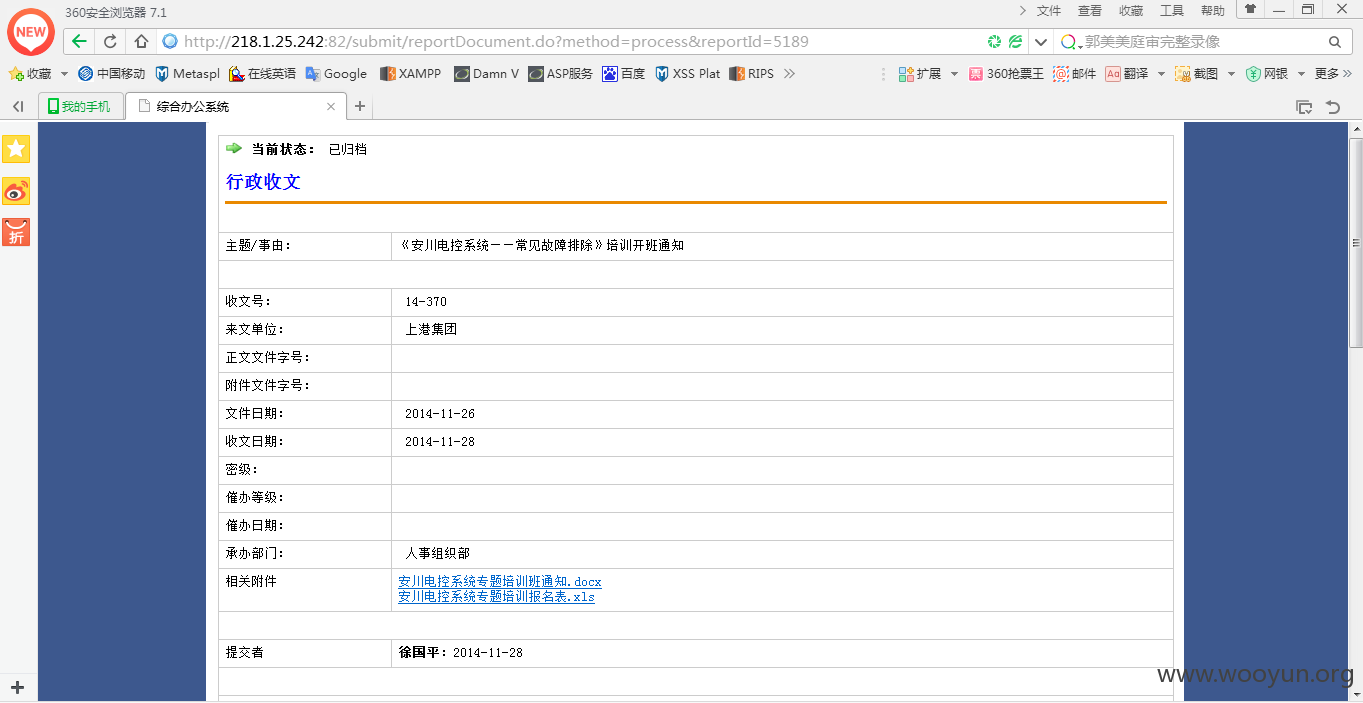 360安全浏览器 7.1
文件 查看 收藏 工具 帮助
NEW
http://218.1.25.242:82/submit/reportDocument.do?method=process&reportId=5189
郭美美庭审完整录像
收藏 中国移动 Metaspl 在线英语 Google XAMPP Damn V ASP服务 百度 XSS Plat RIPS 扩展 360抢票王 邮件 翻译 截图 网银 更多
我的手机 综合办公系统
当前状态： 已归档
行政收文
主题/事由： 《安川电控系统——常见故障排除》培训开班通知
收文号： 14-370
来文单位： 上港集团
正文文件字号：
附件文件字号：
文件日期： 2014-11-26
收文日期： 2014-11-28
密级：
催办等级：
催办日期：
承办部门： 人事组织部
相关附件 安川电控系统专题培训班通知.docx
安川电控系统专题培训报名表.xls
提交者 徐国平：2014-11-28
折
www.wooyun.org